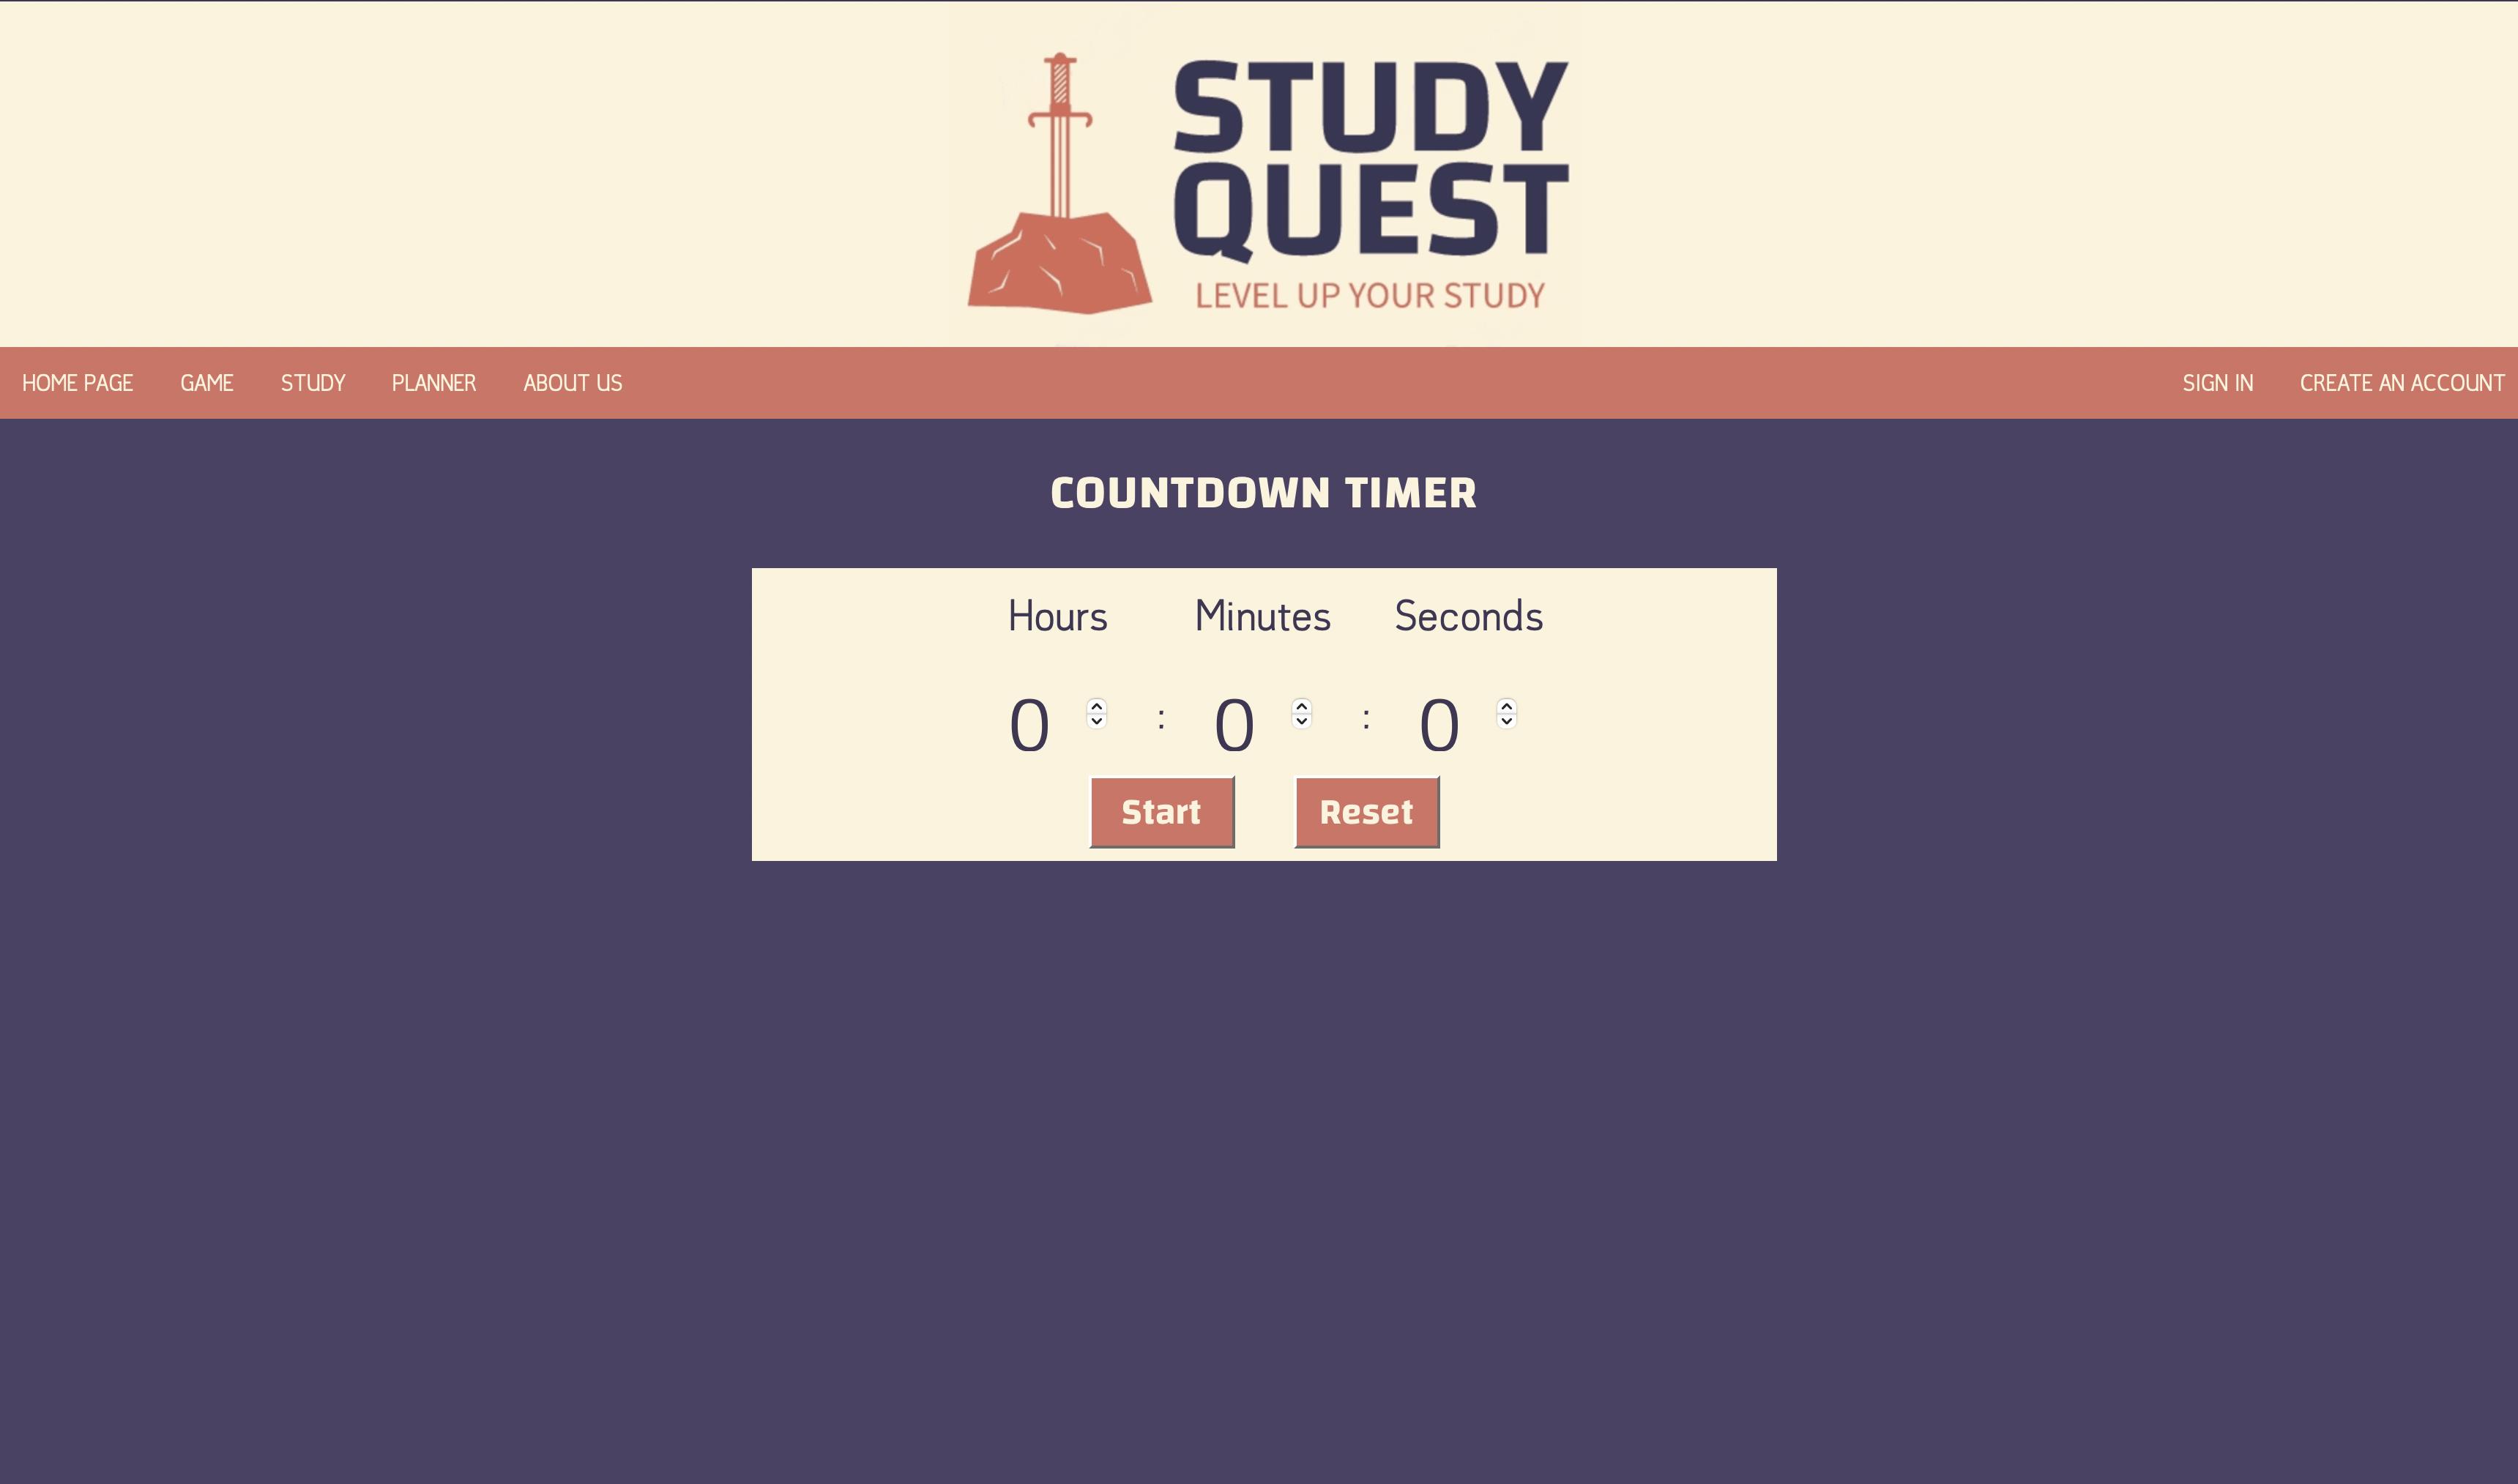 STUDY
QUEST
LEVEL UP YOUR STUDY
HOME PAGE GAME STUDY PLANNER ABOUT US SIGN IN CREATE AN ACCOUNT
COUNTDOWN TIMER
Hours Minutes Seconds
0 : 0 : 0
Start Reset